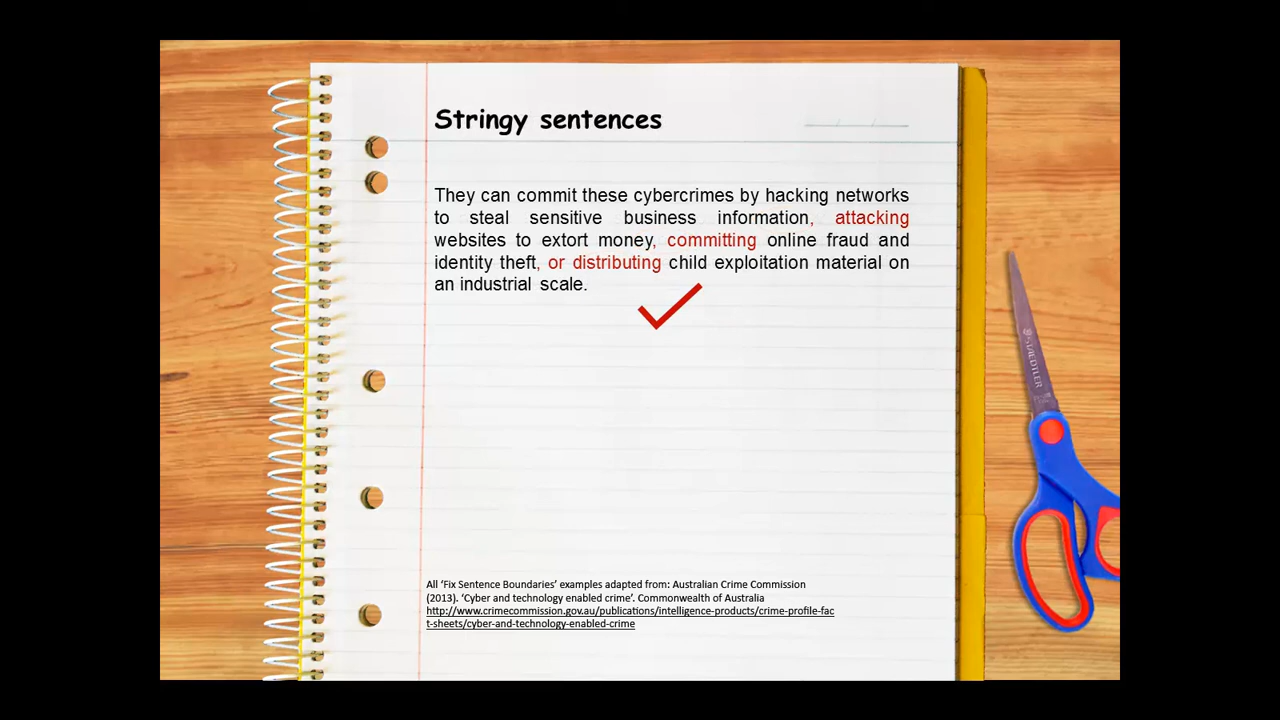 Stringy sentences
They can commit these cybercrimes by hacking networks
to steal sensitive business information, attacking
websites to extort money, committing online fraud and
identity theft, or distributing child exploitation material on
an industrial scale.
All ‘Fix Sentence Boundaries’ examples adapted from: Australian Crime Commission
(2013). ‘Cyber and technology enabled crime’. Commonwealth of Australia
http://www.crimecommission.gov.au/publications/intelligence-products/crime-profile-fac
t-sheets/cyber-and-technology-enabled-crime
STAEDTLER